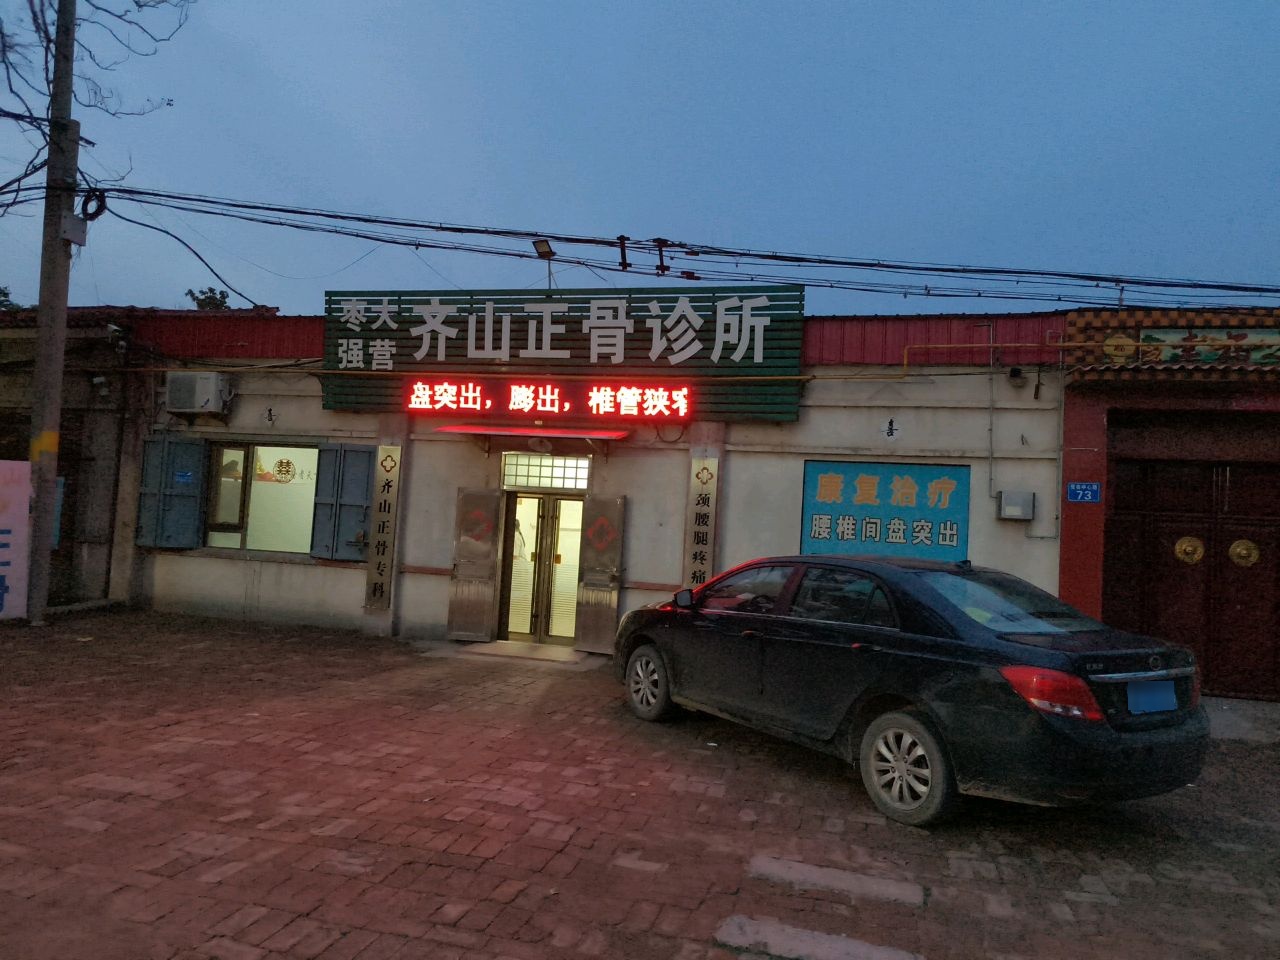 枣强
大营
齐山正骨诊所
盘突出，膨出，椎管狭窄
喜
喜
齐山正骨专科
颈腰腿疼痛
康复治疗
腰椎间盘突出
73